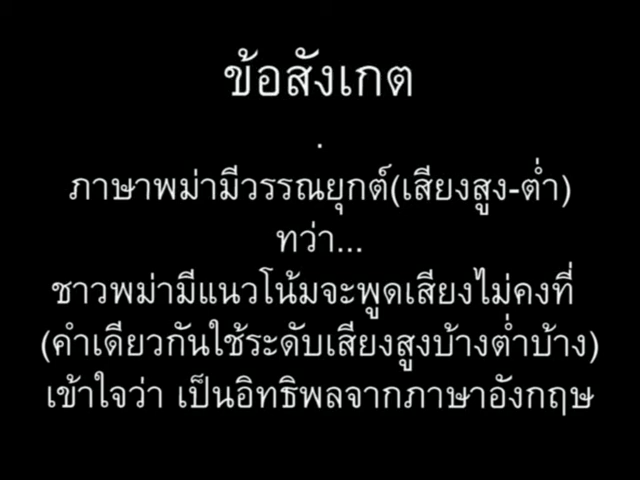 ข้อสังเกต
.
ภาษาพม่ามีวรรณยุกต์(เสียงสูง-ต่ำ)
ทว่า...
ชาวพม่ามีแนวโน้มจะพูดเสียงไม่คงที่
(คำเดียวกันใช้ระดับเสียงสูงบ้างต่ำบ้าง)
เข้าใจว่า เป็นอิทธิพลจากภาษาอังกฤษ